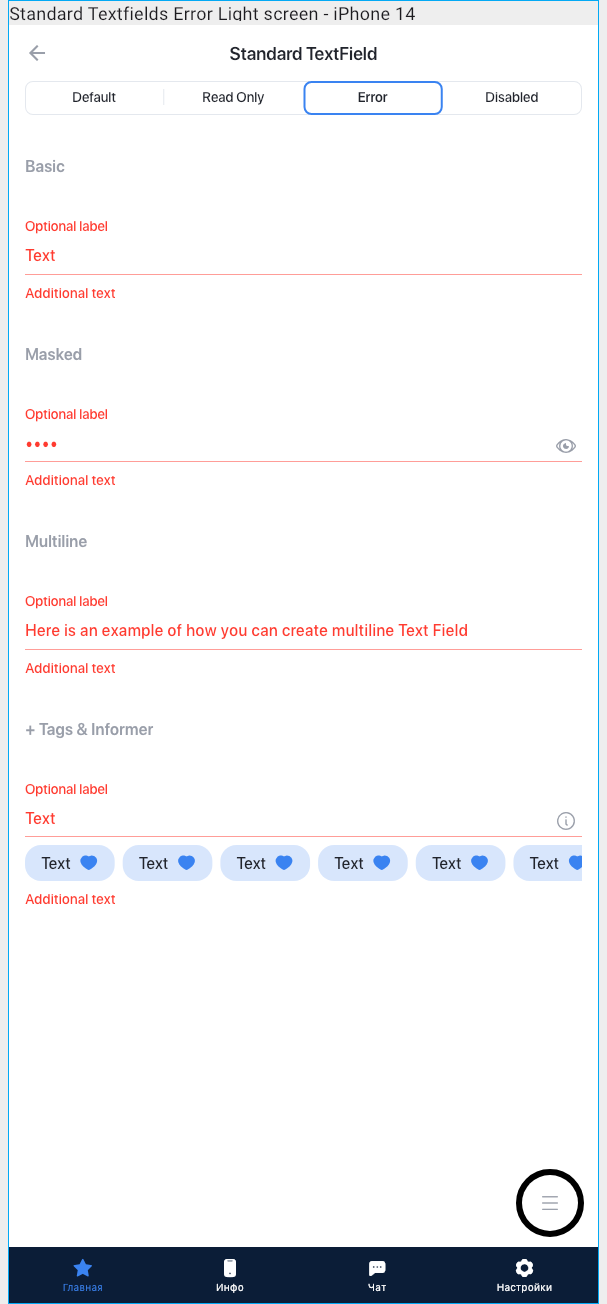 Standard Textfields Error Light screen - iPhone 14
Standard TextField
Default Read Only Error Disabled
Basic
Optional label
Text
Additional text
Masked
Optional label
••••
Additional text
Multiline
Optional label
Here is an example of how you can create multiline Text Field
Additional text
+ Tags & Informer
Optional label
Text
Text Text Text Text Text Text
Additional text
Главная Инфо Чат Настройки